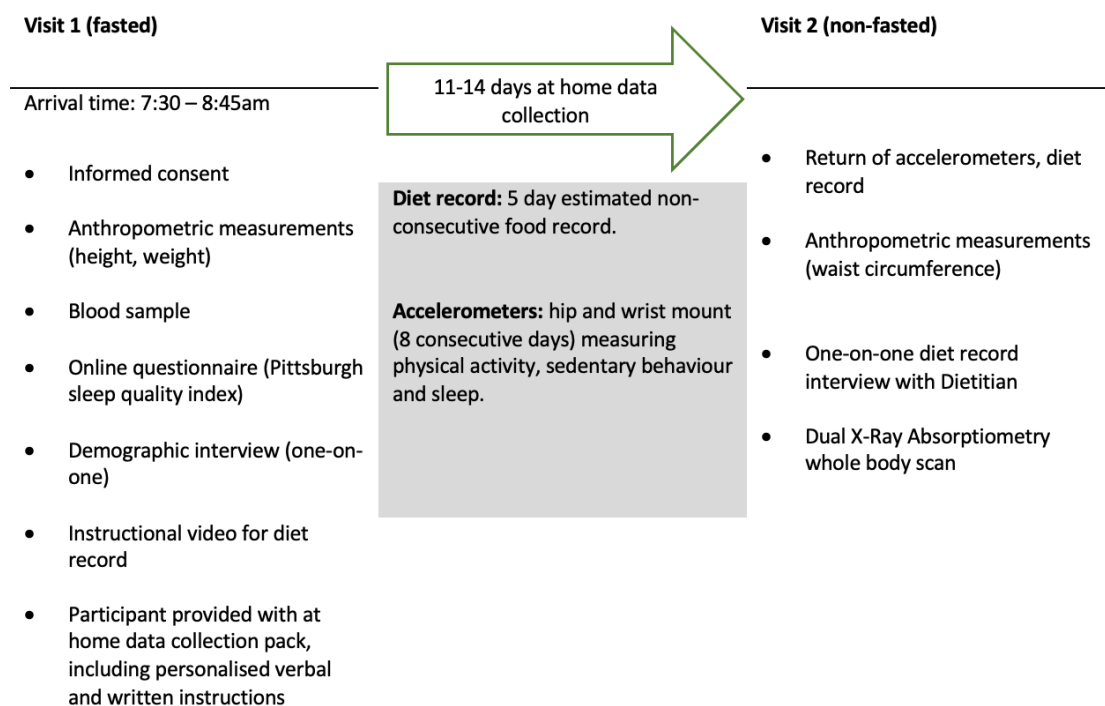 Visit 1 (fasted)
Arrival time: 7:30 – 8:45am
• Informed consent
• Anthropometric measurements
(height, weight)
• Blood sample
• Online questionnaire (Pittsburgh
sleep quality index)
• Demographic interview (one-on-
one)
• Instructional video for diet
record
• Participant provided with at
home data collection pack,
including personalised verbal
and written instructions
11-14 days at home data
collection
Diet record: 5 day estimated non-
consecutive food record.
Accelerometers: hip and wrist mount
(8 consecutive days) measuring
physical activity, sedentary behaviour
and sleep.
Visit 2 (non-fasted)
• Return of accelerometers, diet
record
• Anthropometric measurements
(waist circumference)
• One-on-one diet record
interview with Dietitian
• Dual X-Ray Absorptiometry
whole body scan